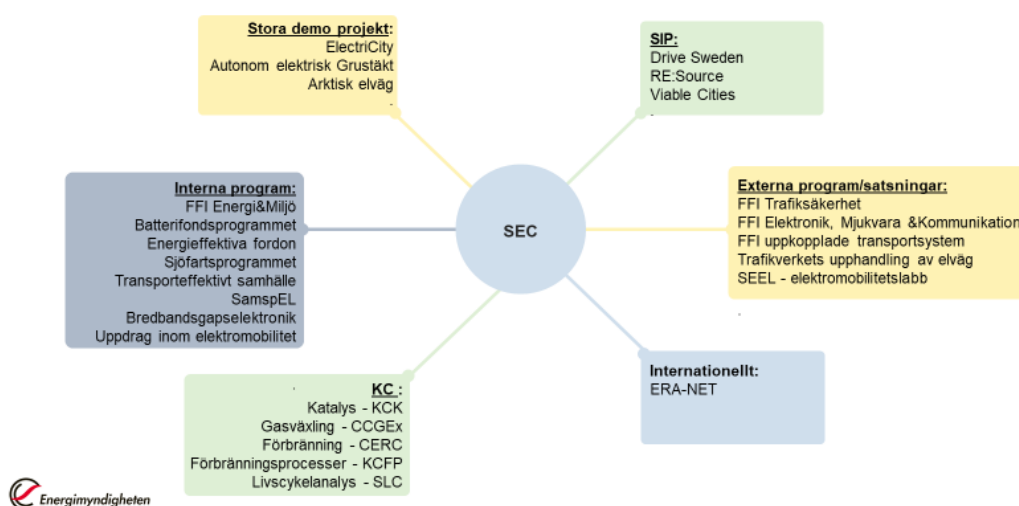 Stora demo projekt:
ElectriCity
Autonom elektrisk Grustäkt
Arktisk elväg
.
SIP:
Drive Sweden
RE:Source
Viable Cities
.
Interna program:
FFI Energi&Miljö
Batterifondsprogrammet
Energieffektiva fordon
Sjöfartsprogrammet
Transporteffektivt samhälle
SamspEL
Bredbandsgapselektronik
Uppdrag inom elektromobilitet
SEC
Externa program/satsningar:
FFI Trafiksäkerhet
FFI Elektronik, Mjukvara &Kommunikation
FFI uppkopplade transportsystem
Trafikverkets upphandling av elväg
SEEL - elektromobilitetslabb
.
. KC :
Katalys - KCK
Gasväxling - CCGEx
Förbränning - CERC
Förbränningsprocesser - KCFP
Livscykelanalys - SLC
Internationellt:
ERA-NET
Energimyndigheten